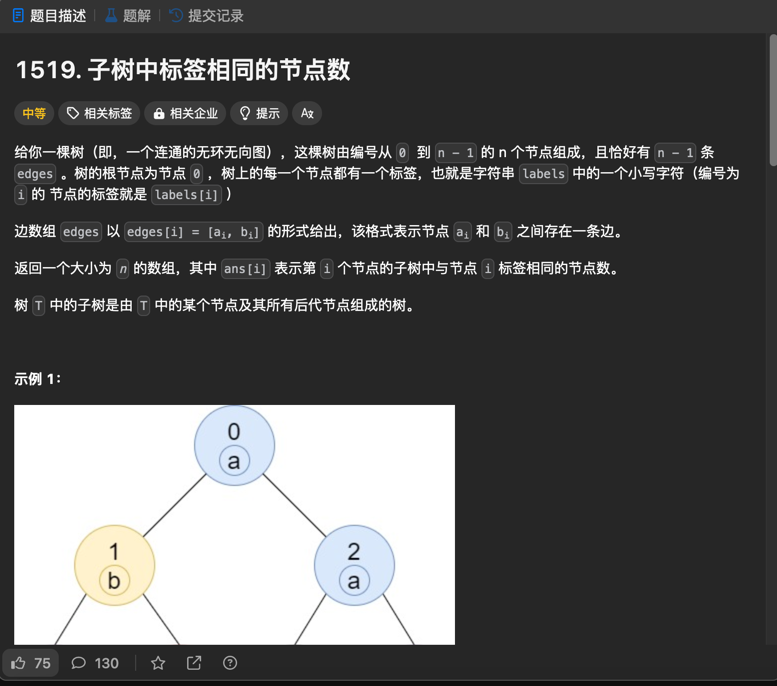 题目描述 题解 提交记录
1519. 子树中标签相同的节点数
中等 相关标签 相关企业 提示
给你一棵树（即，一个连通的无环无向图），这棵树由编号从 0 到 n - 1 的 n 个节点组成，且恰好有 n - 1 条
edges 。树的根节点为节点 0 ，树上的每一个节点都有一个标签，也就是字符串 labels 中的一个小写字符（编号为
i 的 节点的标签就是 labels[i] ）
边数组 edges 以 edges[i] = [ai, bi] 的形式给出，该格式表示节点 ai 和 bi 之间存在一条边。
返回一个大小为 n 的数组，其中 ans[i] 表示第 i 个节点的子树中与节点 i 标签相同的节点数。
树 T 中的子树是由 T 中的某个节点及其所有后代节点组成的树。
示例 1：
0
a
1
b
2
a
75 130